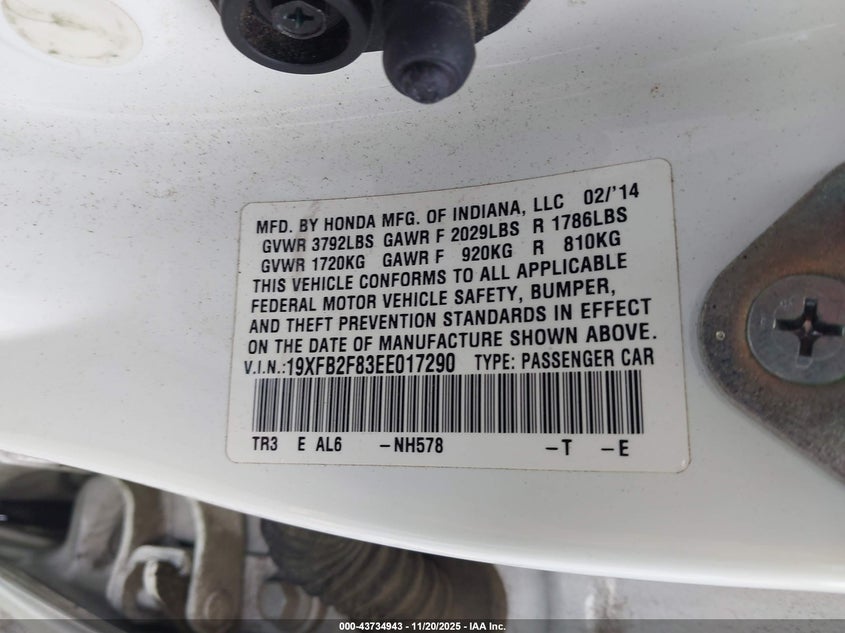 MFD. BY HONDA MFG. OF INDIANA, LLC 02/'14
GVWR 3792LBS GAWR F 2029LBS R 1786LBS
GVWR 1720KG GAWR F 920KG R 810KG
THIS VEHICLE CONFORMS TO ALL APPLICABLE
FEDERAL MOTOR VEHICLE SAFETY, BUMPER,
AND THEFT PREVENTION STANDARDS IN EFFECT
ON THE DATE OF MANUFACTURE SHOWN ABOVE.
V.I.N.:19XFB2F83EE017290 TYPE: PASSENGER CAR
TR3 E AL6 -NH578 -T -E
000-43734943 - 11/20/2025 - IAA Inc.